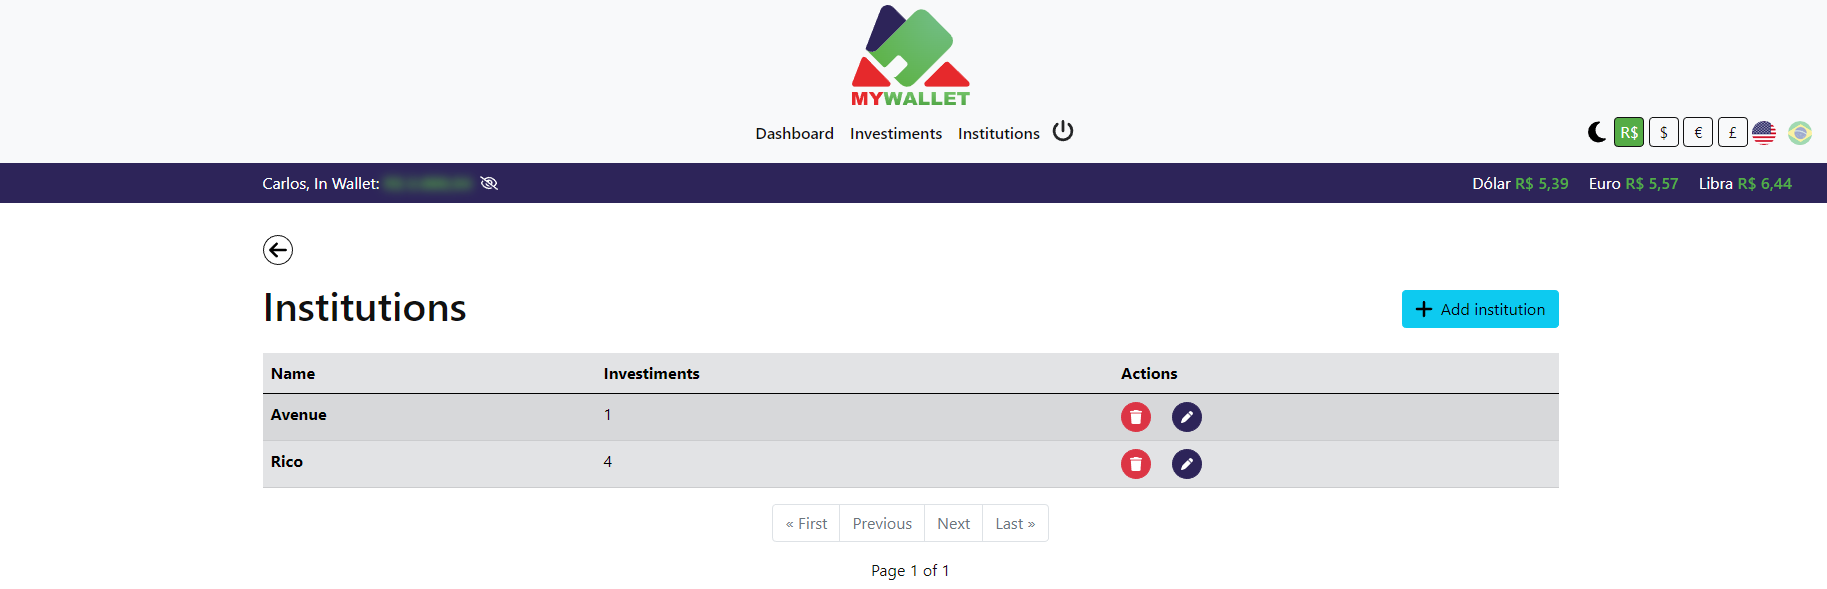 MYWALLET
Dashboard Investiments Institutions
R$ $ € £
Carlos, In Wallet:
Dólar R$ 5,39 Euro R$ 5,57 Libra R$ 6,44
Institutions
Add institution
Name Investiments Actions
Avenue 1
Rico 4
« First Previous Next Last »
Page 1 of 1